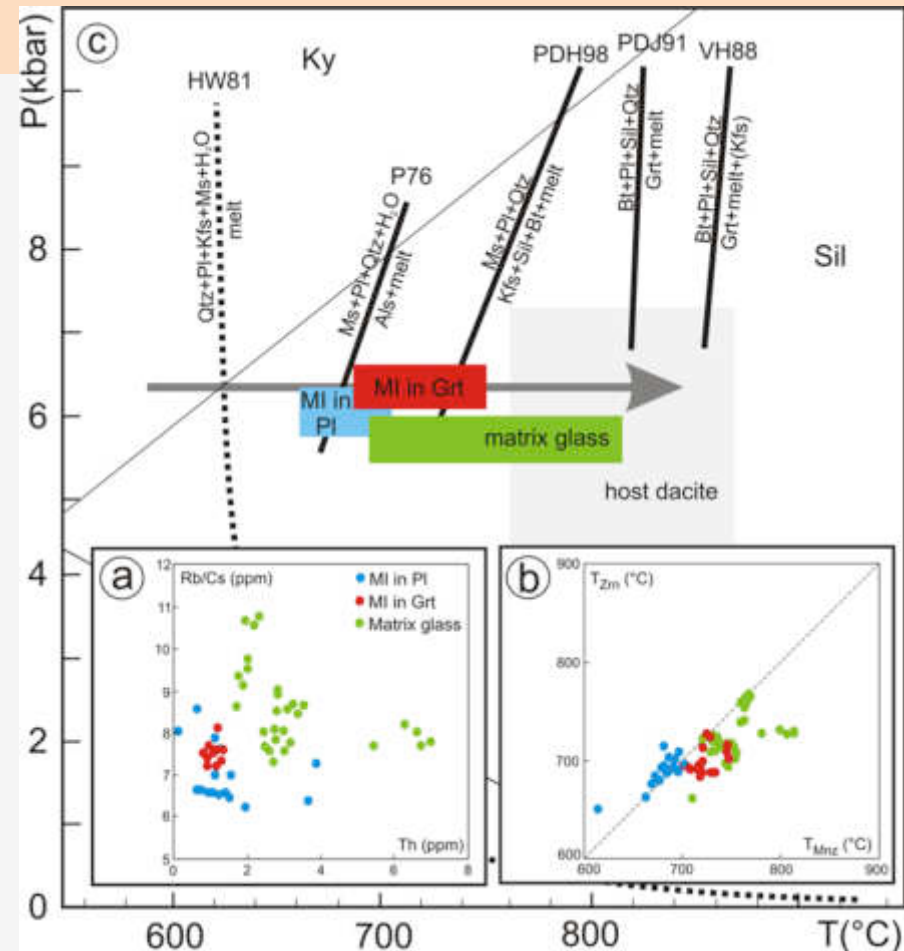 c
P(kbar)
Ky
HW81
PDH98
PDJ91
VH88
P76
Sil
Qtz+Pl+Kfs+Ms+H2O
melt
Ms+Pl+Qtz+H2O
Als+melt
Ms+Pl+Qtz
Kfs+Sil+Bt+melt
Bt+Pl+Sil+Qtz
Grt+melt
Bt+Pl+Sil+Qtz
Grt+melt+(Kfs)
MI in Grt
MI in
Pl
matrix glass
host dacite
8
6
4
2
0
600
700
800
T(°C)
a
Rb/Cs (ppm)
MI in Pl
MI in Grt
Matrix glass
12
11
10
9
8
7
6
5
0
2
4
6
8
Th (ppm)
b
900
TZrn (°C)
800
700
600
600
700
800
900
TMnz (°C)